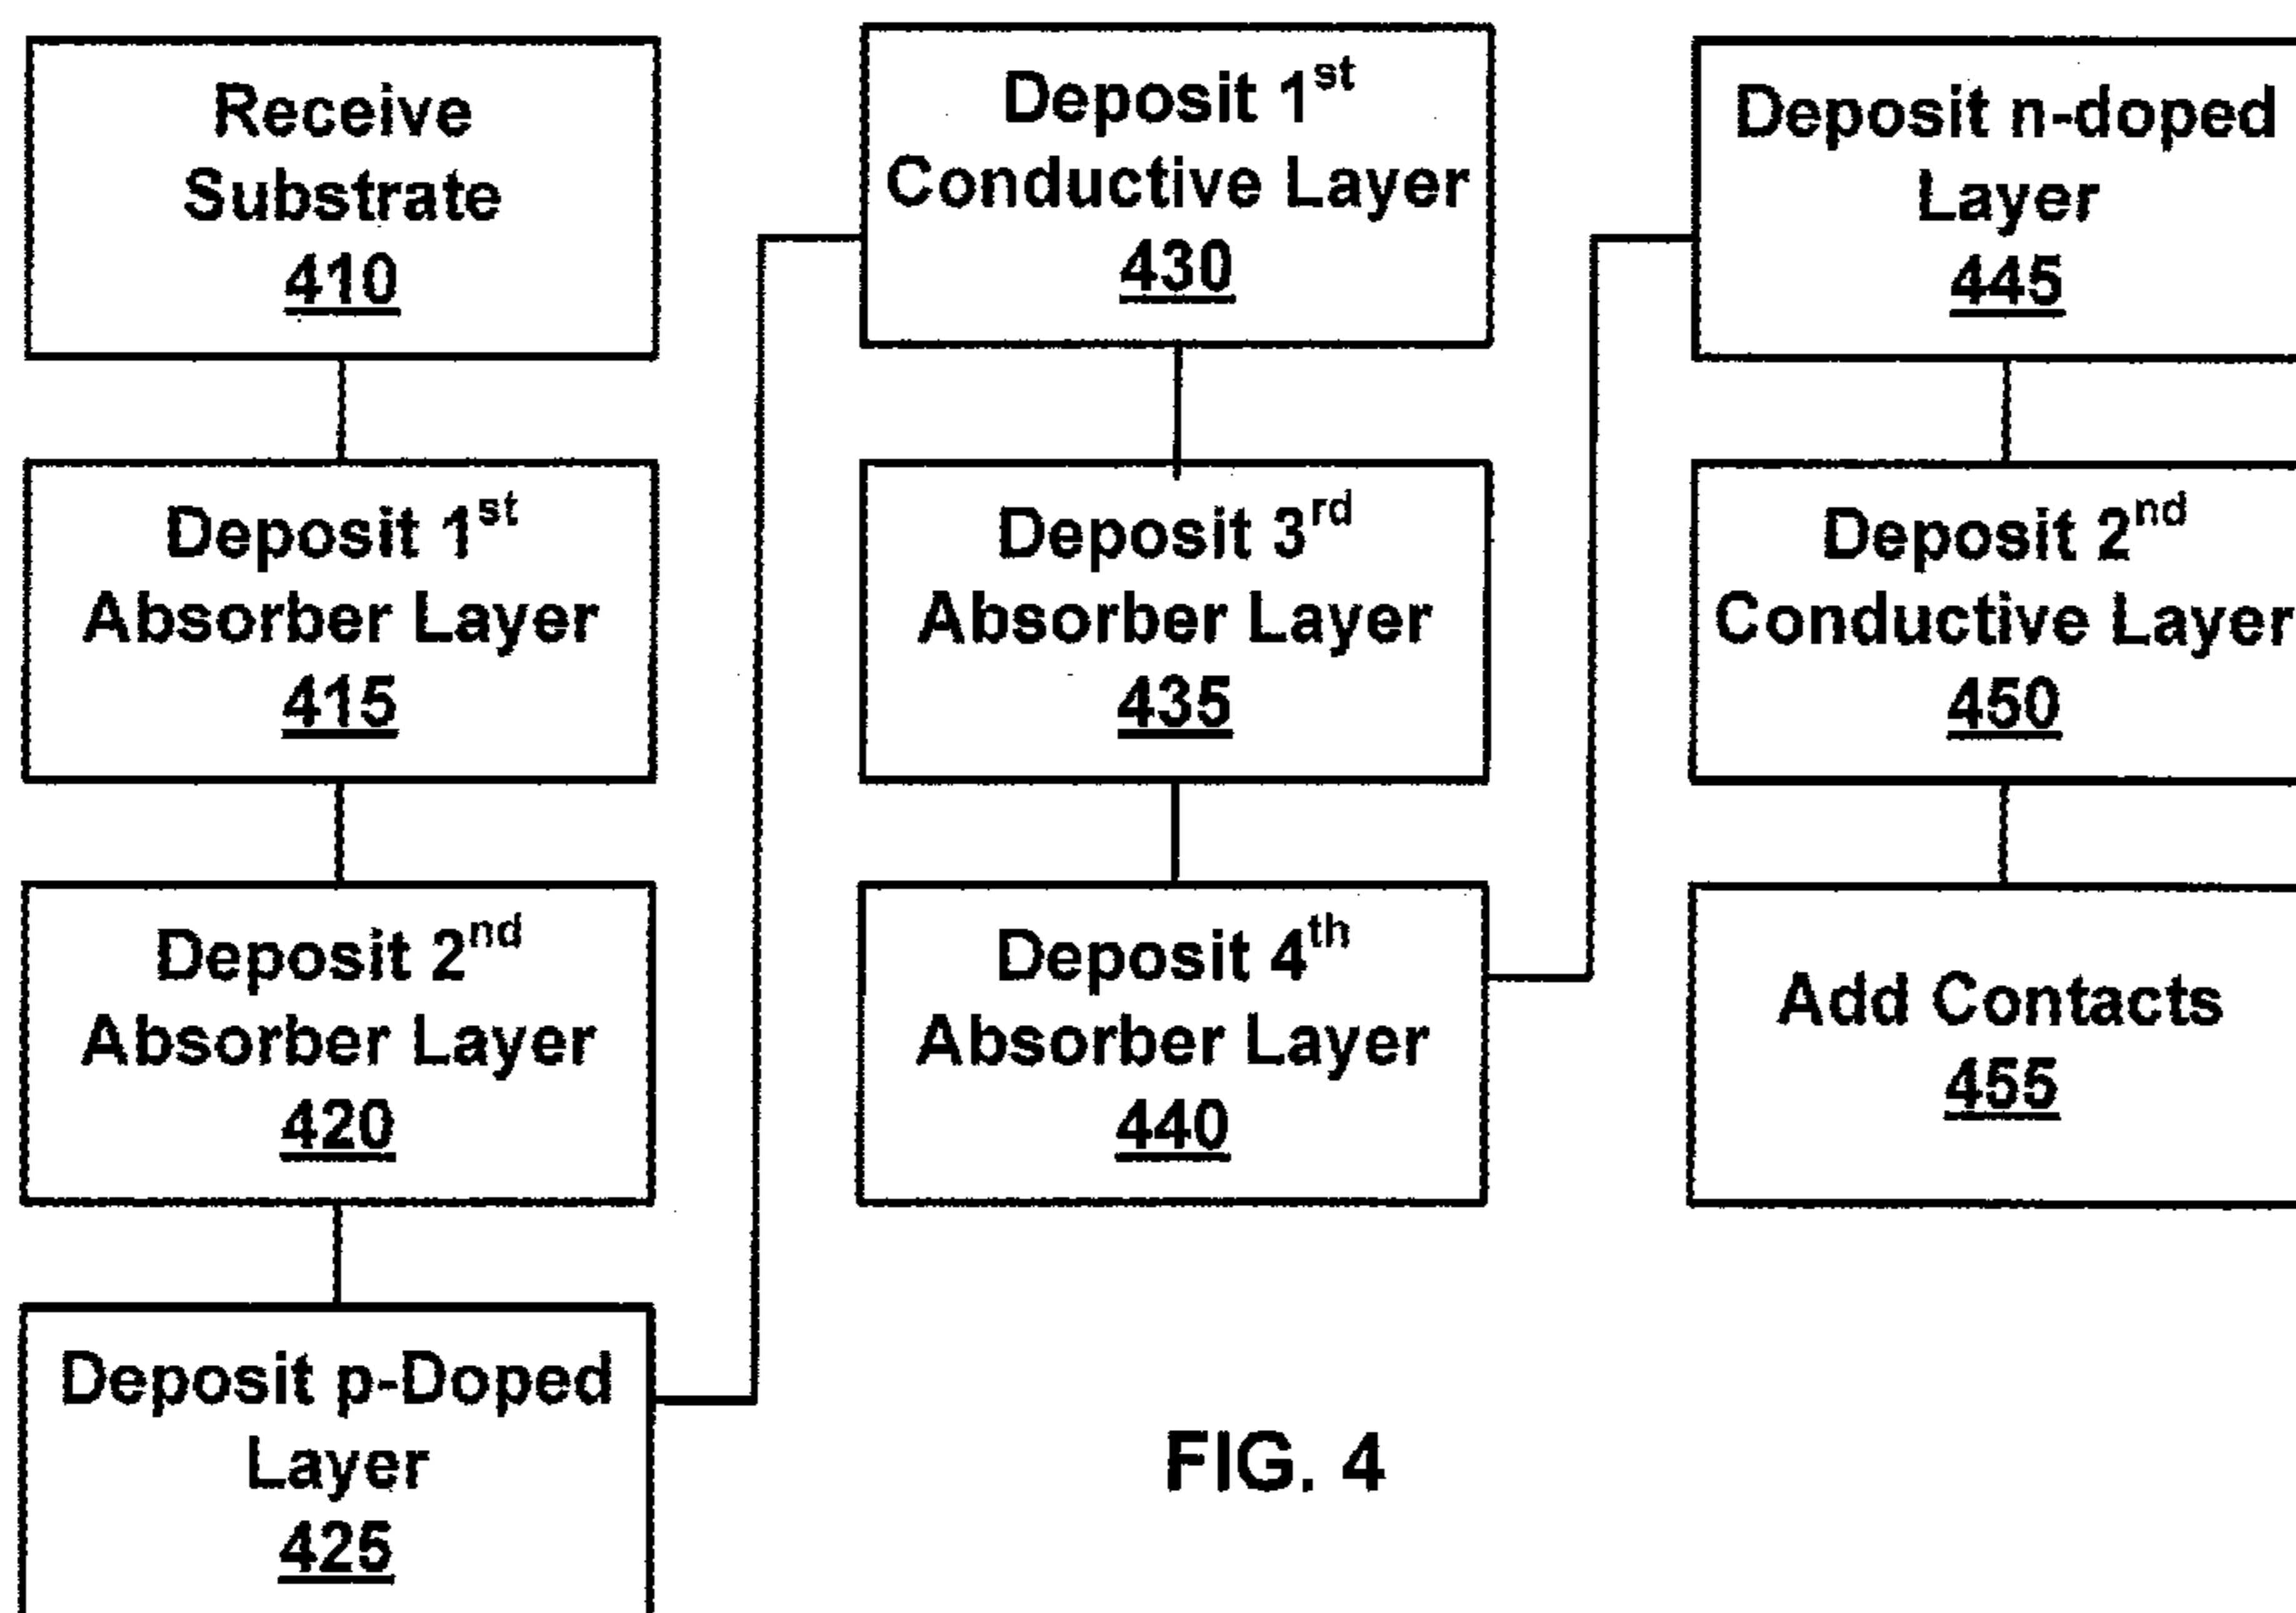 Receive
Substrate
410
Deposit 1st
Absorber Layer
415
Deposit 2nd
Absorber Layer
420
Deposit p-Doped
Layer
425
Deposit 1st
Conductive Layer
430
Deposit 3rd
Absorber Layer
435
Deposit 4th
Absorber Layer
440
Deposit n-doped
Layer
445
Deposit 2nd
Conductive Layer
450
Add Contacts
455
FIG. 4